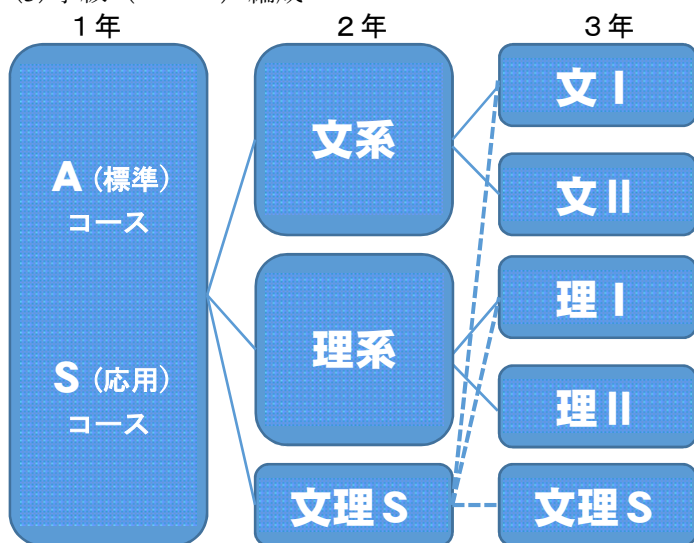 1年
2年
3年
A(標準)
コース
S(応用)
コース
文系
理系
文理S
文I
文II
理I
理II
文理S